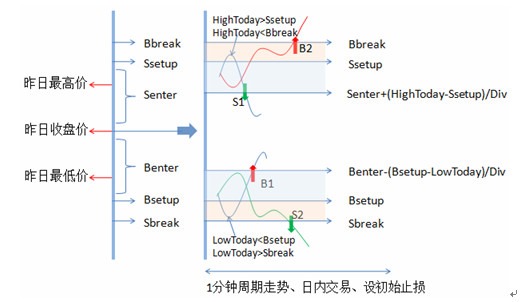 HighToday>Ssetup
HighToday<Bbreak
Bbreak
Ssetup
昨日最高价
Senter
昨日收盘价
Benter
昨日最低价
Bsetup
Sbreak
B2
S1
B1
S2
Bbreak
Ssetup
Senter+(HighToday-Ssetup)/Div
Benter-(Bsetup-LowToday)/Div
Bsetup
Sbreak
LowToday<Bsetup
LowToday>Sbreak
1分钟周期走势、日内交易、设初始止损